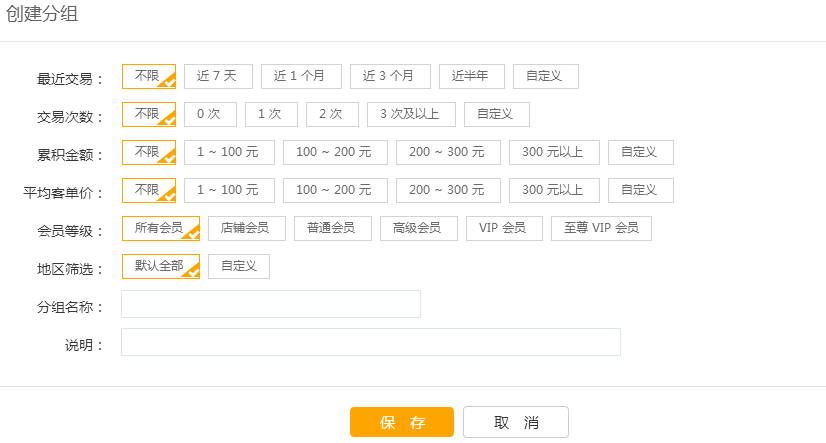 创建分组
最近交易： 不限 近 7 天 近 1 个月 近 3 个月 近半年 自定义
交易次数： 不限 0 次 1 次 2 次 3 次及以上 自定义
累积金额： 不限 1 ~ 100 元 100 ~ 200 元 200 ~ 300 元 300 元以上 自定义
平均客单价： 不限 1 ~ 100 元 100 ~ 200 元 200 ~ 300 元 300 元以上 自定义
会员等级： 所有会员 店铺会员 普通会员 高级会员 VIP 会员 至尊 VIP 会员
地区筛选： 默认全部 自定义
分组名称：
说明：
保 存 取 消